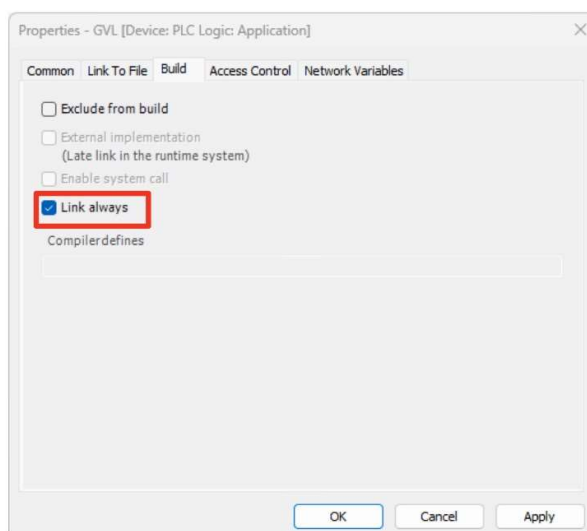 Properties - GVL [Device: PLC Logic: Application]
Common Link To File Build Access Control Network Variables
Exclude from build
External implementation
(Late link in the runtime system)
Enable system call
Link always
Compilerdefines
OK Cancel Apply